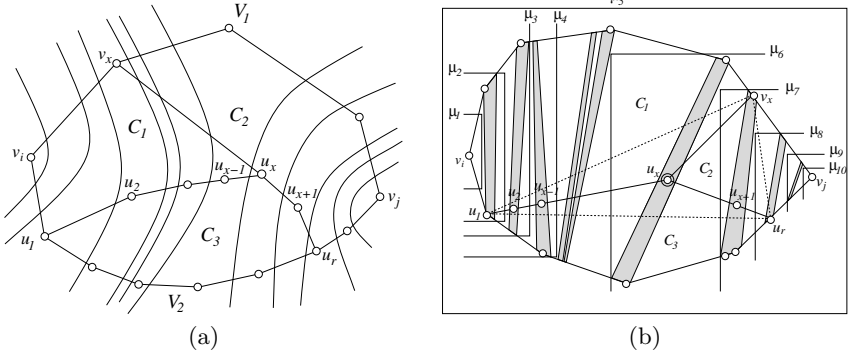 V1
vx
C1
C2
vi
u2
ux-1
ux
ux+1
vj
u1
C3
ur
V2
(a)
μ3
μ4
μ6
μ2
μ7
C1
vx
μ1
μ8
vi
ux
C2
μ9
μ10
u2
ux-1
vj
u1
ux+1
ur
C3
(b)